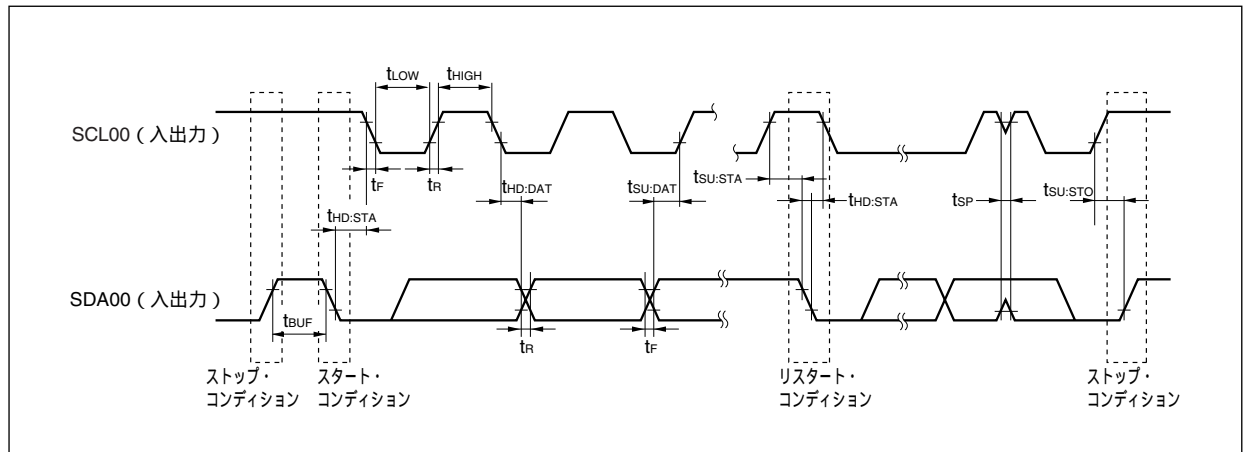 tLOW
tHIGH
SCL00（入出力）
tF
tR
tHD:DAT
tSU:DAT
tSU:STA
tHD:STA
tSP
tSU:STO
tHD:STA
SDA00（入出力）
tBUF
tR
tF
ストップ・
コンディション
スタート・
コンディション
リスタート・
コンディション
ストップ・
コンディション